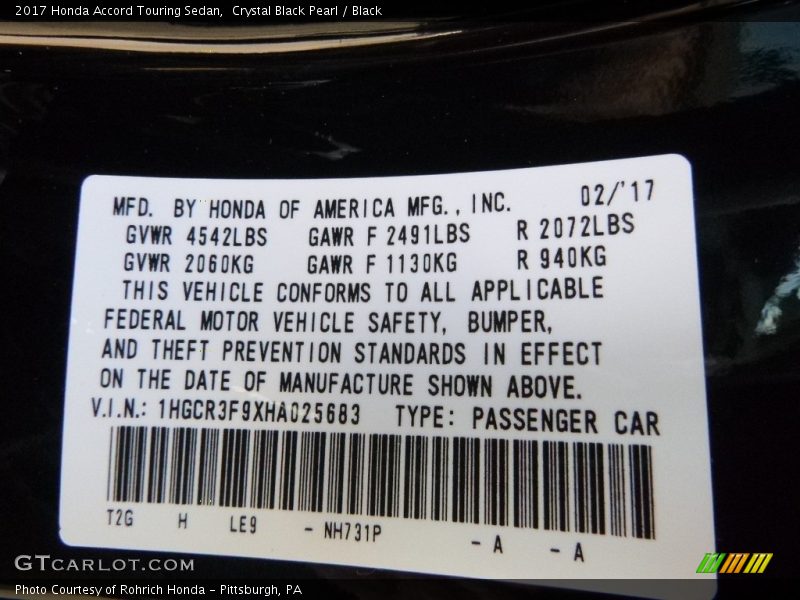 2017 Honda Accord Touring Sedan,  Crystal Black Pearl / Black
MFD. BY HONDA OF AMERICA MFG., INC. 02/'17
GVWR 4542LBS GAWR F 2491LBS R 2072LBS
GVWR 2060KG GAWR F 1130KG R 940KG
THIS VEHICLE CONFORMS TO ALL APPLICABLE
FEDERAL MOTOR VEHICLE SAFETY, BUMPER,
AND THEFT PREVENTION STANDARDS IN EFFECT
ON THE DATE OF MANUFACTURE SHOWN ABOVE.
V.I.N.: 1HGCR3F9XHA025683 TYPE: PASSENGER CAR
T2G H LE9 - NH731P - A - A
GTCARLOT.COM
Photo Courtesy of Rohrich Honda - Pittsburgh, PA